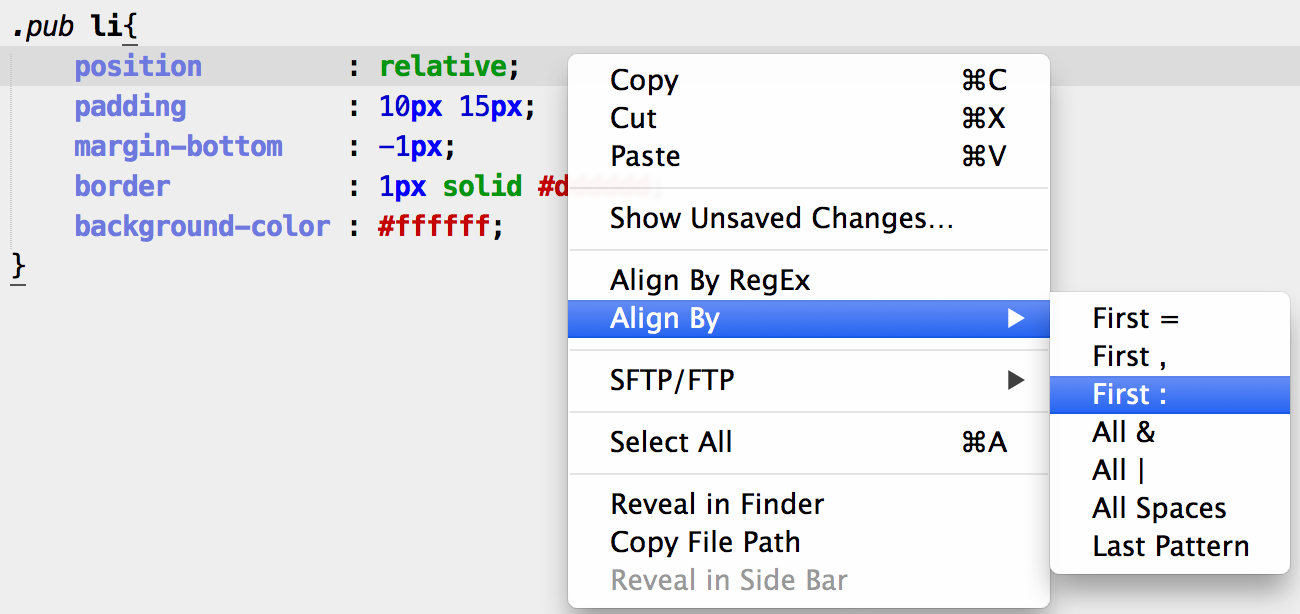 .pub li{
position : relative;
padding : 10px 15px;
margin-bottom : -1px;
border : 1px solid #d
background-color : #ffffff;
}
Copy ⌘C
Cut ⌘X
Paste ⌘V
Show Unsaved Changes...
Align By RegEx
Align By ▶
SFTP/FTP ▶
Select All ⌘A
Reveal in Finder
Copy File Path
Reveal in Side Bar
First =
First ,
First :
All &
All |
All Spaces
Last Pattern